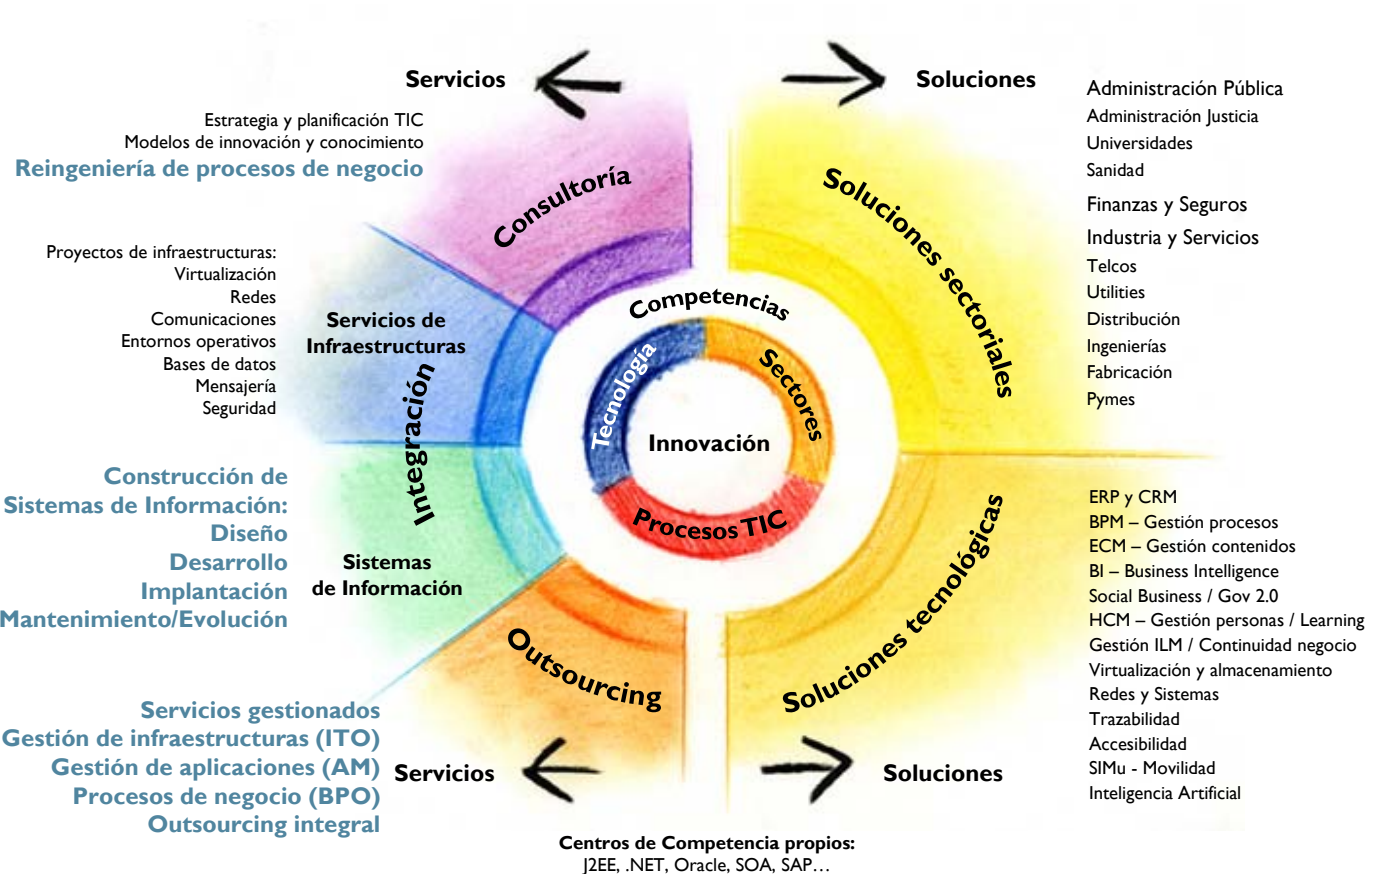 Servicios
Soluciones
Estrategia y planificación TIC
Modelos de innovación y conocimiento
Reingeniería de procesos de negocio
Consultoría
Proyectos de infraestructuras:
Virtualización
Redes
Comunicaciones
Entornos operativos
Bases de datos
Mensajería
Seguridad
Servicios de
Infraestructuras
Integración
Construcción de
Sistemas de Información:
Diseño
Desarrollo
Implantación
Mantenimiento/Evolución
Sistemas
de Información
Servicios gestionados
Gestión de infraestructuras (ITO)
Gestión de aplicaciones (AM)
Procesos de negocio (BPO)
Outsourcing integral
Outsourcing
Servicios
Competencias
Tecnología
Sectores
Procesos TIC
Innovación
Soluciones sectoriales
Administración Pública
Administración Justicia
Universidades
Sanidad
Finanzas y Seguros
Industria y Servicios
Telcos
Utilities
Distribución
Ingenierías
Fabricación
Pymes
Soluciones tecnológicas
ERP y CRM
BPM – Gestión procesos
ECM – Gestión contenidos
BI – Business Intelligence
Social Business / Gov 2.0
HCM – Gestión personas / Learning
Gestión ILM / Continuidad negocio
Virtualización y almacenamiento
Redes y Sistemas
Trazabilidad
Accesibilidad
SIMu - Movilidad
Inteligencia Artificial
Soluciones
Centros de Competencia propios:
J2EE, .NET, Oracle, SOA, SAP…